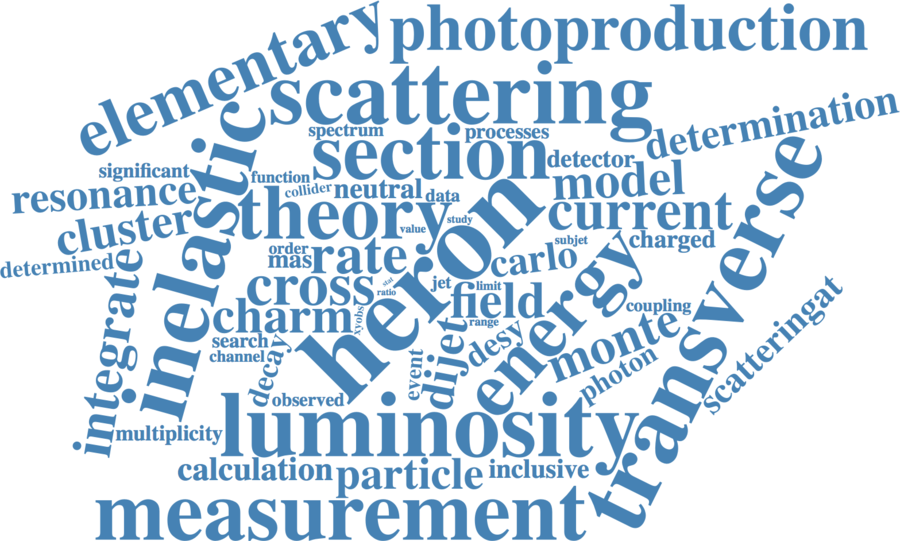 elementary
photoproduction
scattering
spectrum
processes
section
determination
detector
significant
function
inelastic
resonance
collider
neutral
data
model
transverse
cluster
theory
value
study
current
heron
subjet
charged
determined
order
mas
rate
carlo
energy
integrate
cross
stat
ratio
jet
limit
field
charm
xyobs
range
coupling
scatteringat
search
channel
decay
event
dijet
desy
monte
photon
observed
luminosity
multiplicity
calculation
particle
inclusive
measurement